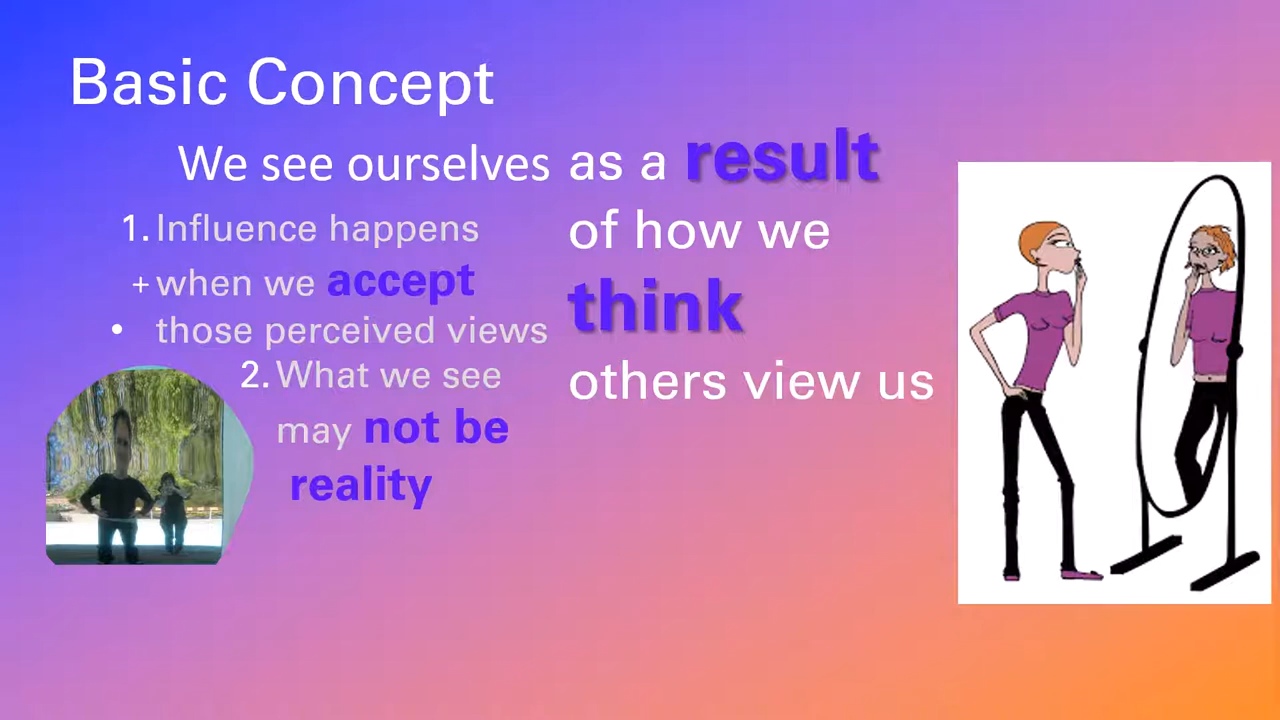 Basic Concept
We see ourselves as a result
of how we
think
others view us
1. Influence happens
+ when we accept
• those perceived views
2. What we see
may not be
reality